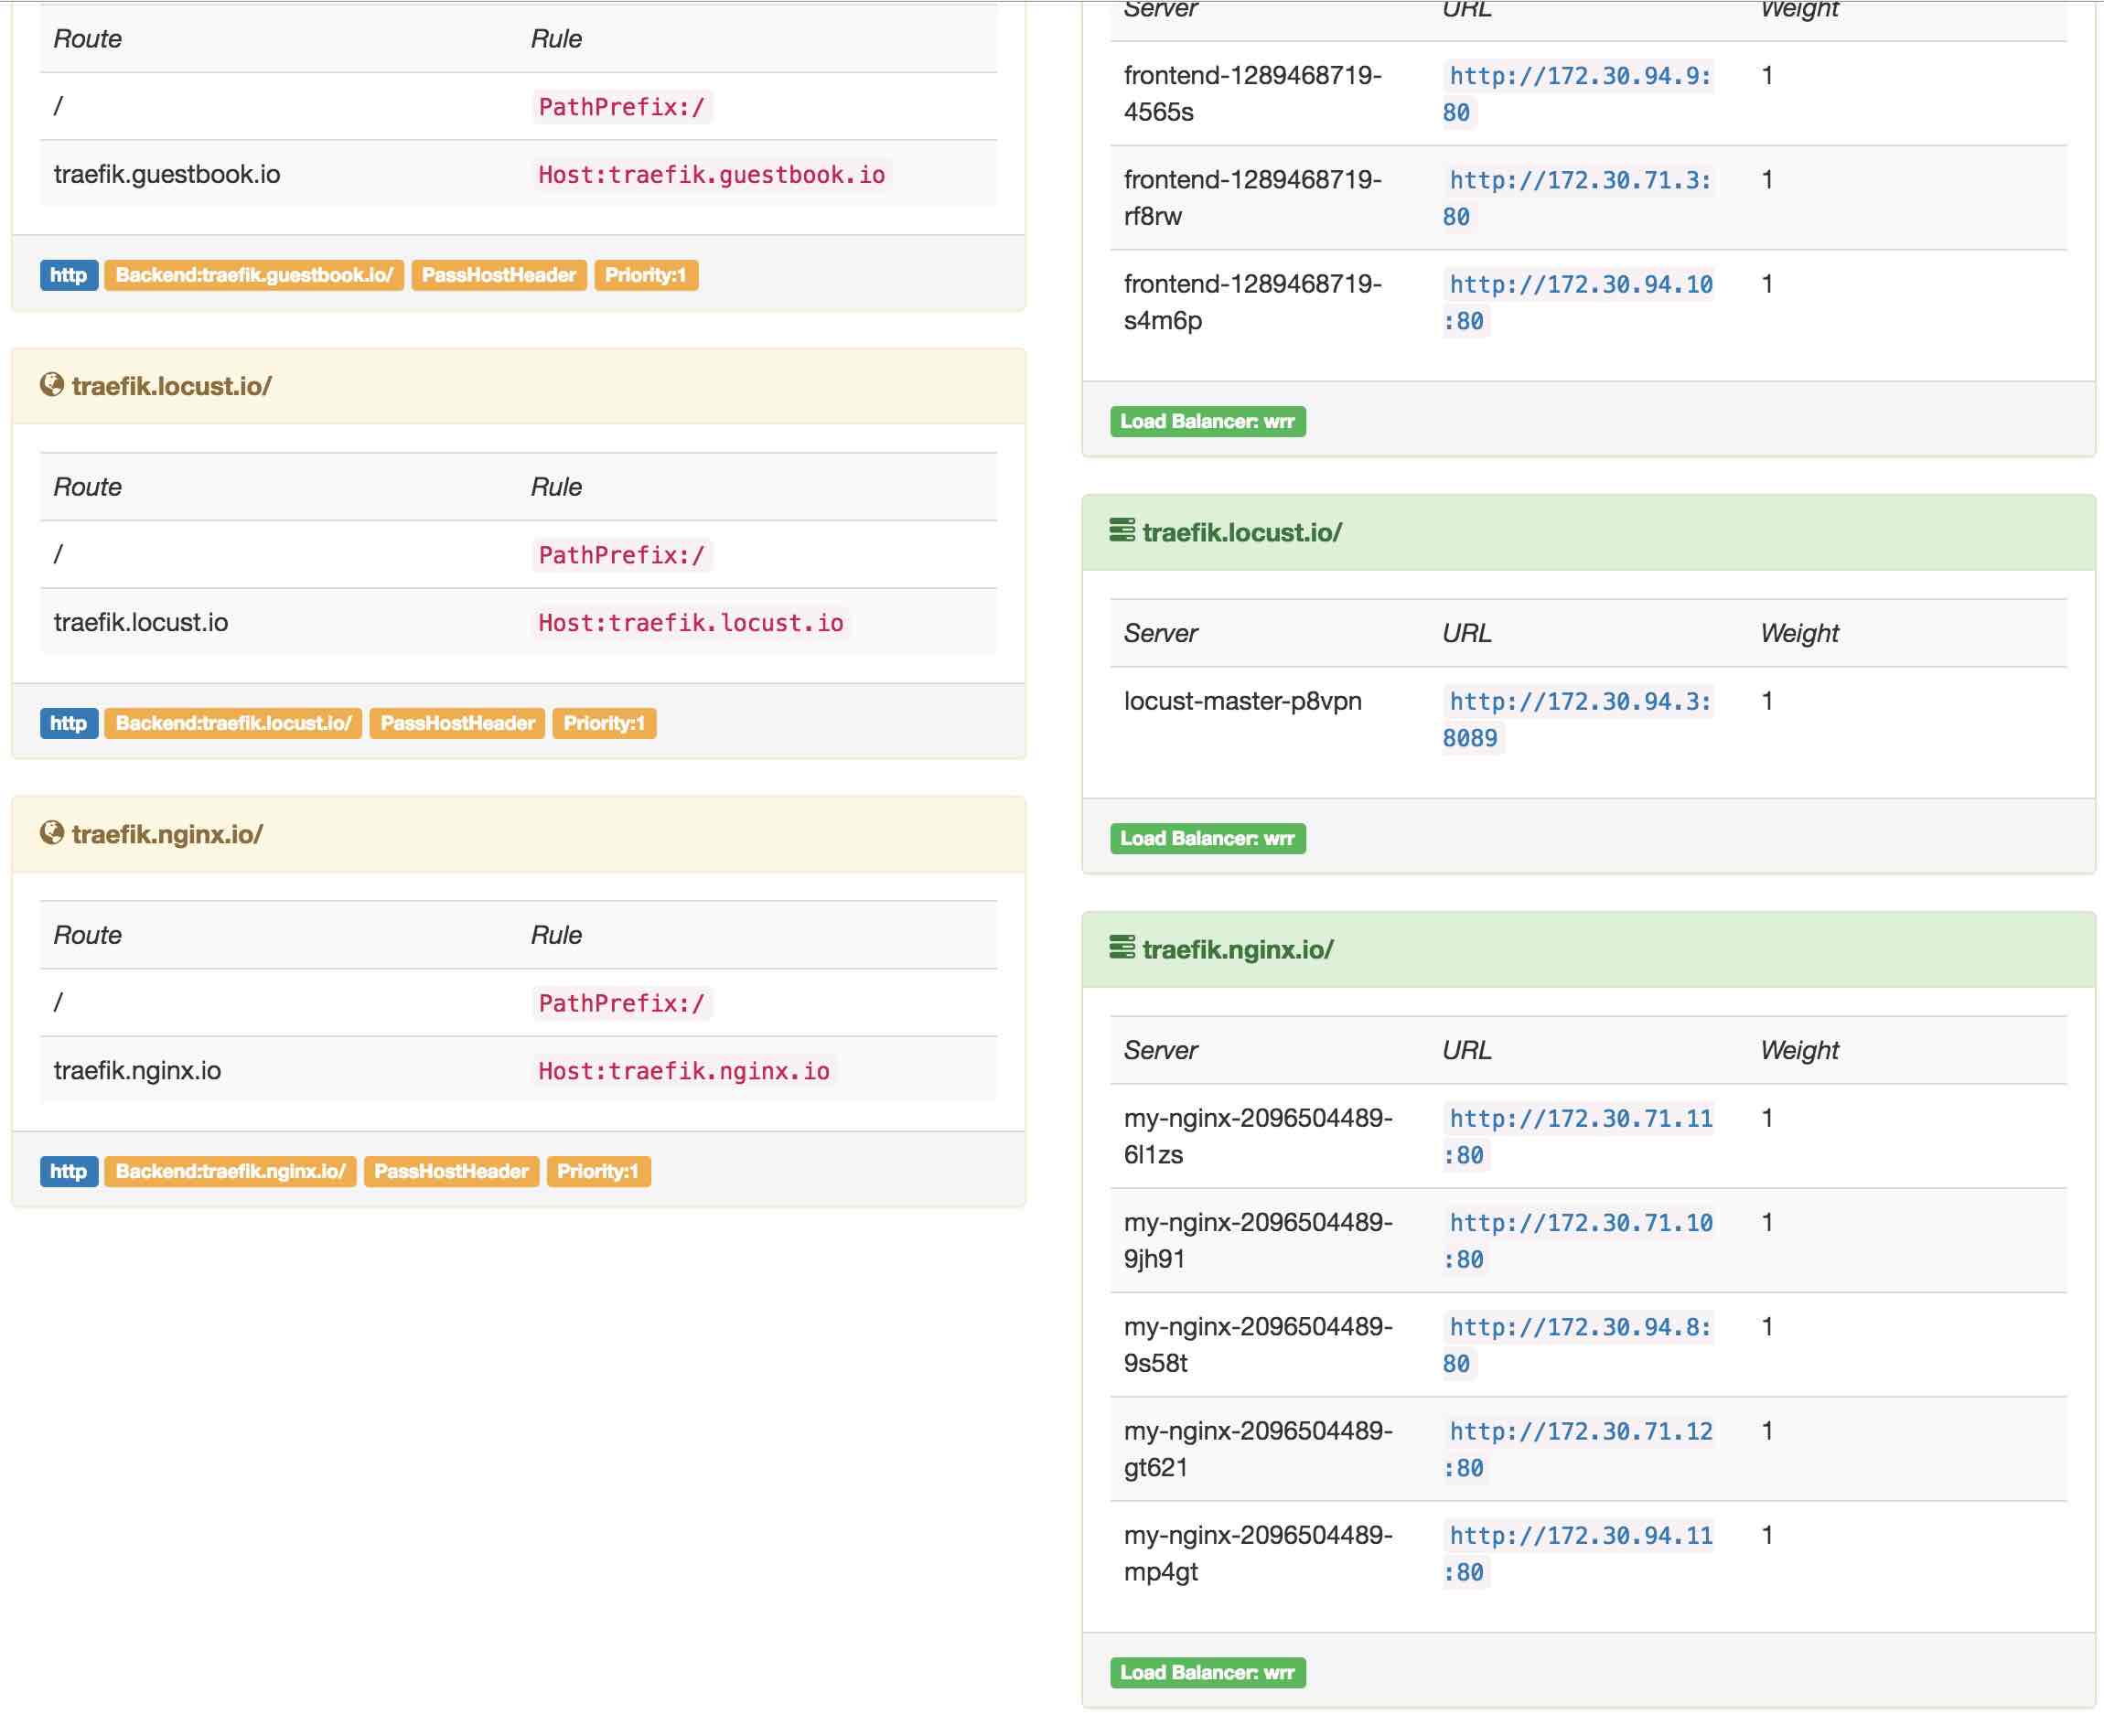 Route Rule
/ PathPrefix:/
traefik.guestbook.io Host:traefik.guestbook.io
http Backend:traefik.guestbook.io/ PassHostHeader Priority:1
traefik.locust.io/
Route Rule
/ PathPrefix:/
traefik.locust.io Host:traefik.locust.io
http Backend:traefik.locust.io/ PassHostHeader Priority:1
traefik.nginx.io/
Route Rule
/ PathPrefix:/
traefik.nginx.io Host:traefik.nginx.io
http Backend:traefik.nginx.io/ PassHostHeader Priority:1
Server URL Weight
frontend-1289468719- http://172.30.94.9: 1
4565s 80
frontend-1289468719- http://172.30.71.3: 1
rf8rw 80
frontend-1289468719- http://172.30.94.10 1
s4m6p :80
Load Balancer: wrr
traefik.locust.io/
Server URL Weight
locust-master-p8vpn http://172.30.94.3: 1
8089
Load Balancer: wrr
traefik.nginx.io/
Server URL Weight
my-nginx-2096504489- http://172.30.71.11 1
6l1zs :80
my-nginx-2096504489- http://172.30.71.10 1
9jh91 :80
my-nginx-2096504489- http://172.30.94.8: 1
9s58t 80
my-nginx-2096504489- http://172.30.71.12 1
gt621 :80
my-nginx-2096504489- http://172.30.94.11 1
mp4gt :80
Load Balancer: wrr